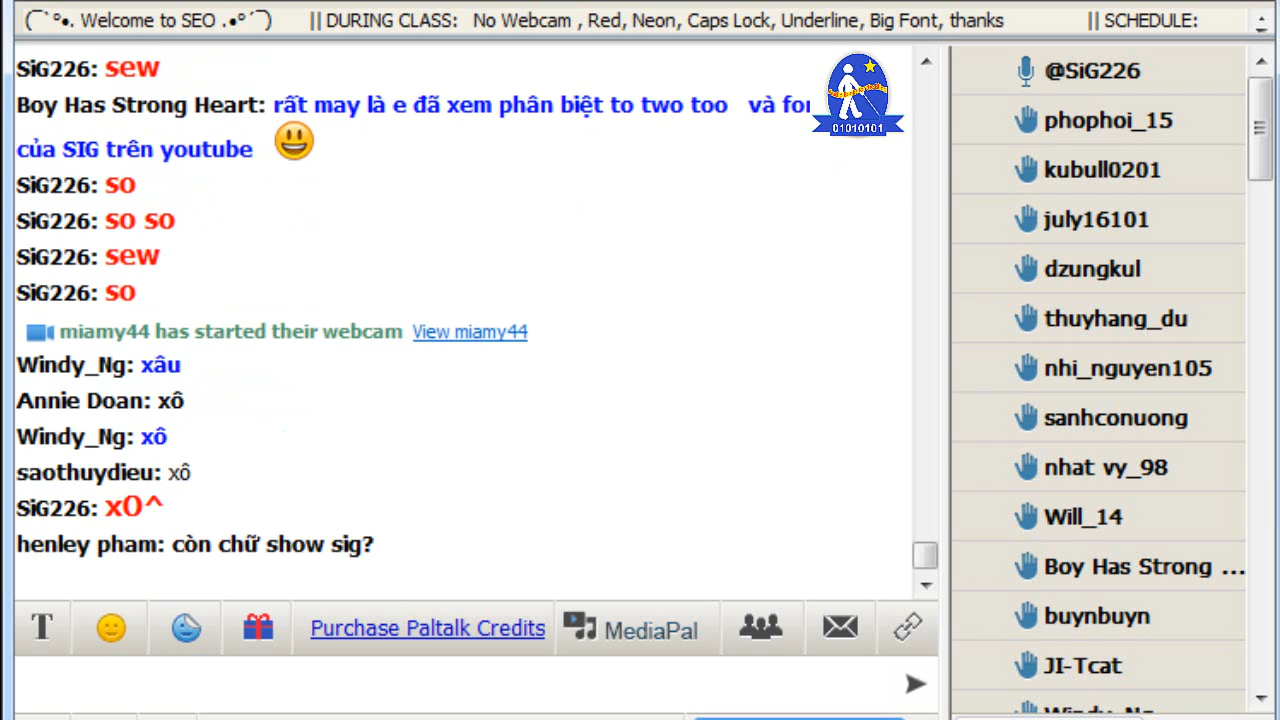 (¯`°•. Welcome to SEO .•°´¯) || DURING CLASS: No Webcam , Red, Neon, Caps Lock, Underline, Big Font, thanks || SCHEDULE:
SiG226: sew
Boy Has Strong Heart: rất may là e đã xem phân biệt to two too và
của SIG trên youtube
SiG226: so
SiG226: so so
SiG226: sew
SiG226: so
miamy44 has started their webcam View miamy44
Windy_Ng: xâu
Annie Doan: xô
Windy_Ng: xô
saothuydieu: xô
SiG226: xO^
henley pham: còn chữ show sig?
Purchase Paltalk Credits
MediaPal
01010101
@SiG226
phophoi_15
kubull0201
july16101
dzungkul
thuyhang_du
nhi_nguyen105
sanhconuong
nhat vy_98
Will_14
Boy Has Strong ...
buynbuyn
JI-Tcat
Windy_Ng